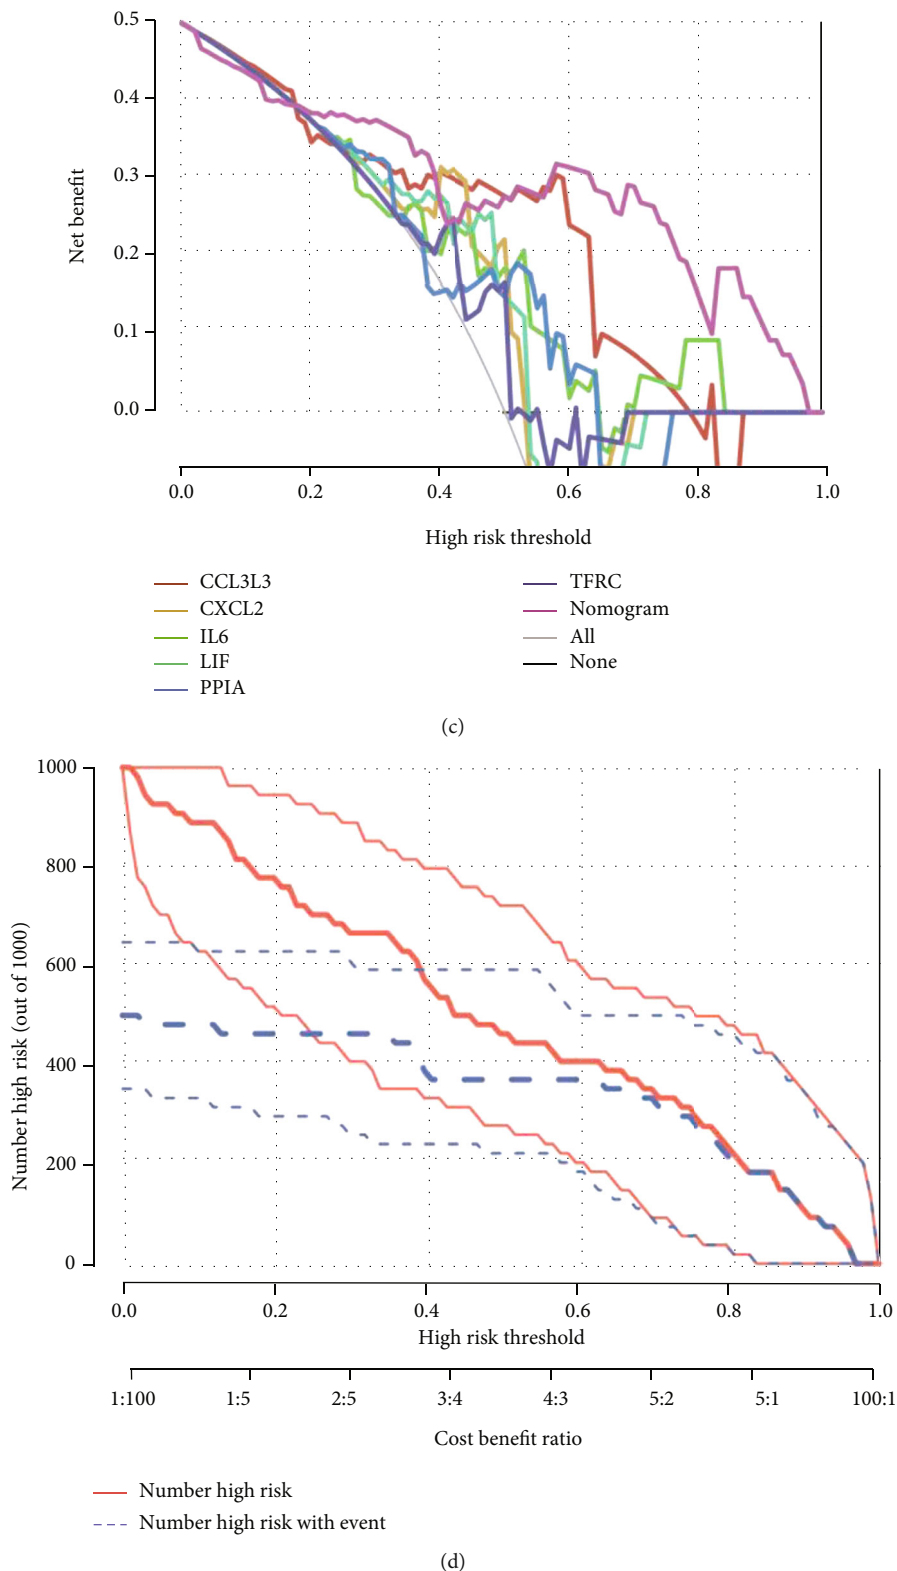 0.5
0.4
0.3
0.2
0.1
0.0
Net benefit
0.0 0.2 0.4 0.6 0.8 1.0
High risk threshold
CCL3L3
CXCL2
IL6
LIF
PPIA
TFRC
Nomogram
All
None
(c)
1000
800
600
400
200
0
Number high risk (out of 1000)
0.0 0.2 0.4 0.6 0.8 1.0
High risk threshold
1:100 1:5 2:5 3:4 4:3 5:2 5:1 100:1
Cost benefit ratio
Number high risk
Number high risk with event
(d)